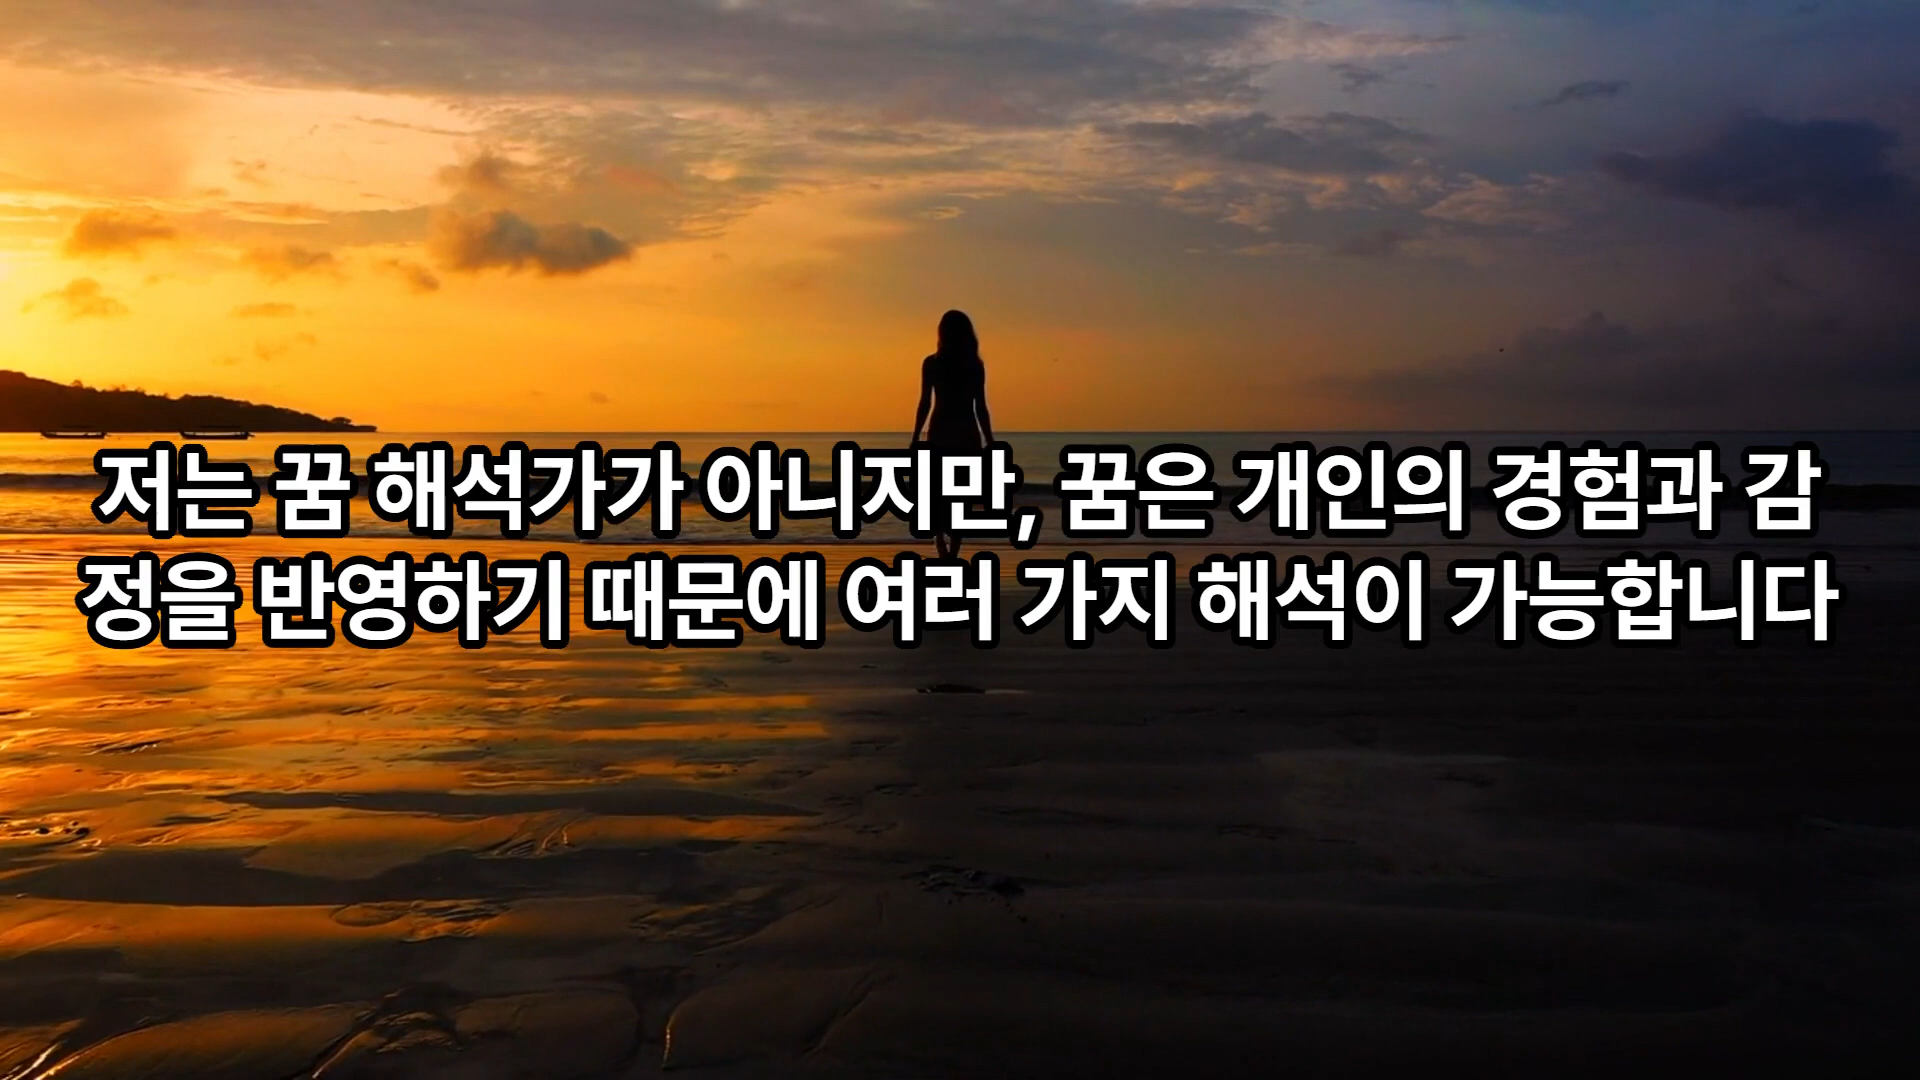 저는 꿈 해석가가 아니지만, 꿈은 개인의 경험과 감
정을 반영하기 때문에 여러 가지 해석이 가능합니다